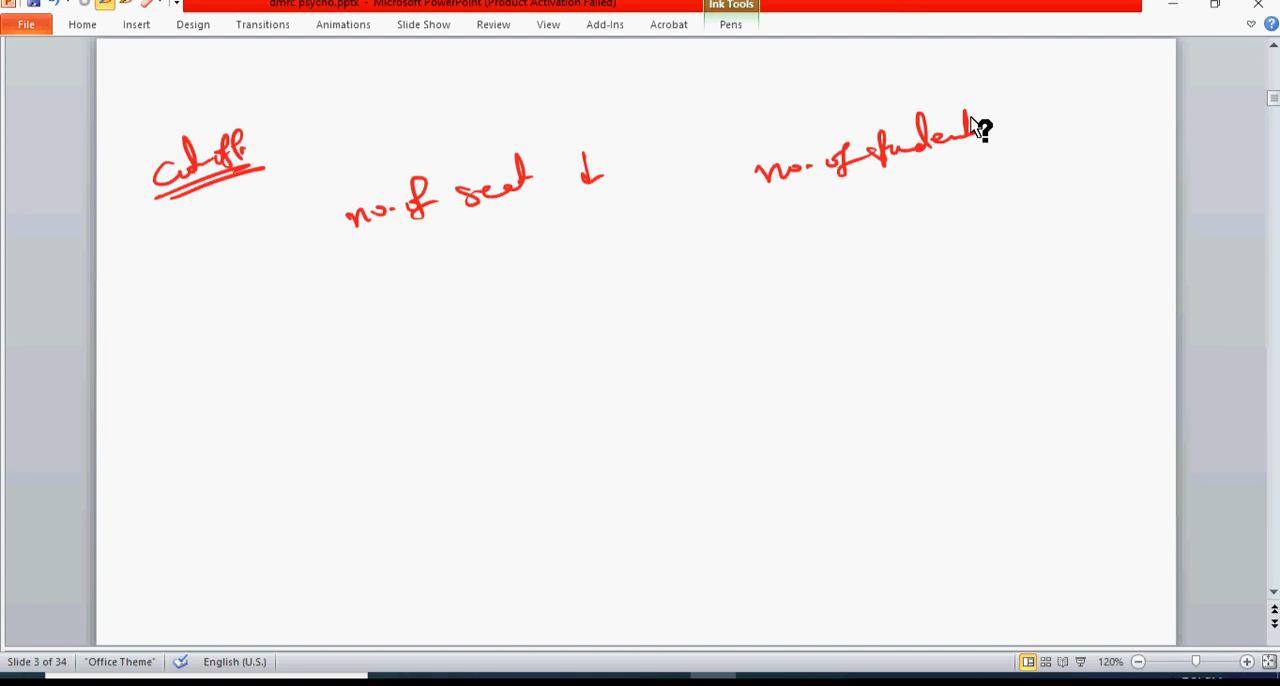 dmrc psycho.pptx - Microsoft PowerPoint (Product Activation Failed)
Ink Tools
File Home Insert Design Transitions Animations Slide Show Review View Add-Ins Acrobat Pens
Cutoff
no. of seat ↓
no. of student
Slide 3 of 34
"Office Theme"
English (U.S.)
120%